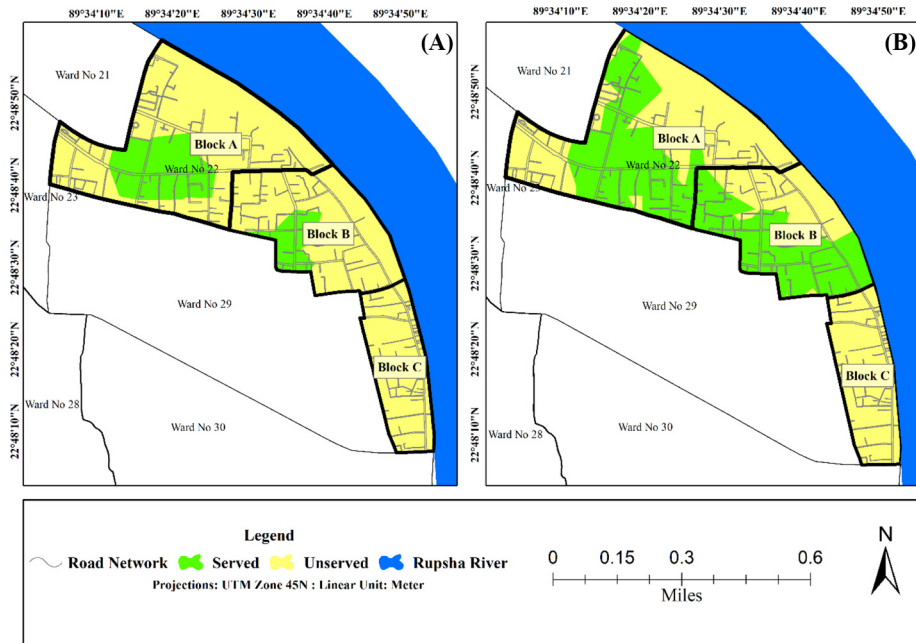 89°34'10"E 89°34'20"E 89°34'30"E 89°34'40"E 89°34'50"E
89°34'10"E 89°34'20"E 89°34'30"E 89°34'40"E 89°34'50"E
(A)
22°48'50"N
22°48'40"N
22°48'30"N
22°48'20"N
22°48'10"N
Ward No 21
Block A
Ward No 22
Ward No 23
Block B
Ward No 29
Block C
Ward No 28
Ward No 30
(B)
22°48'50"N
22°48'40"N
22°48'30"N
22°48'20"N
22°48'10"N
Ward No 21
Block A
Ward No 22
Ward No 23
Block B
Ward No 29
Block C
Ward No 28
Ward No 30
Legend
Road Network Served Unserved Rupsha River
Projections: UTM Zone 45N : Linear Unit: Meter
0 0.15 0.3 0.6
Miles
N